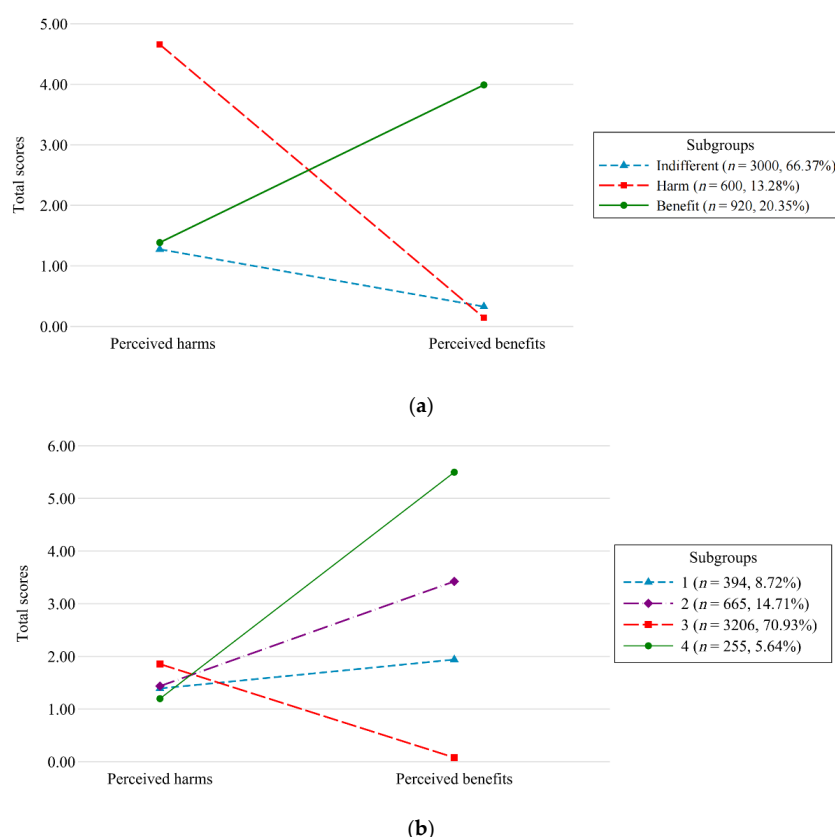 5.00
4.00
3.00
2.00
1.00
0.00
Total scores
Perceived harms Perceived benefits
Subgroups
Indifferent (n = 3000, 66.37%)
Harm (n = 600, 13.28%)
Benefit (n = 920, 20.35%)
(a)
6.00
5.00
4.00
3.00
2.00
1.00
0.00
Total scores
Perceived harms Perceived benefits
Subgroups
1 (n = 394, 8.72%)
2 (n = 665, 14.71%)
3 (n = 3206, 70.93%)
4 (n = 255, 5.64%)
(b)